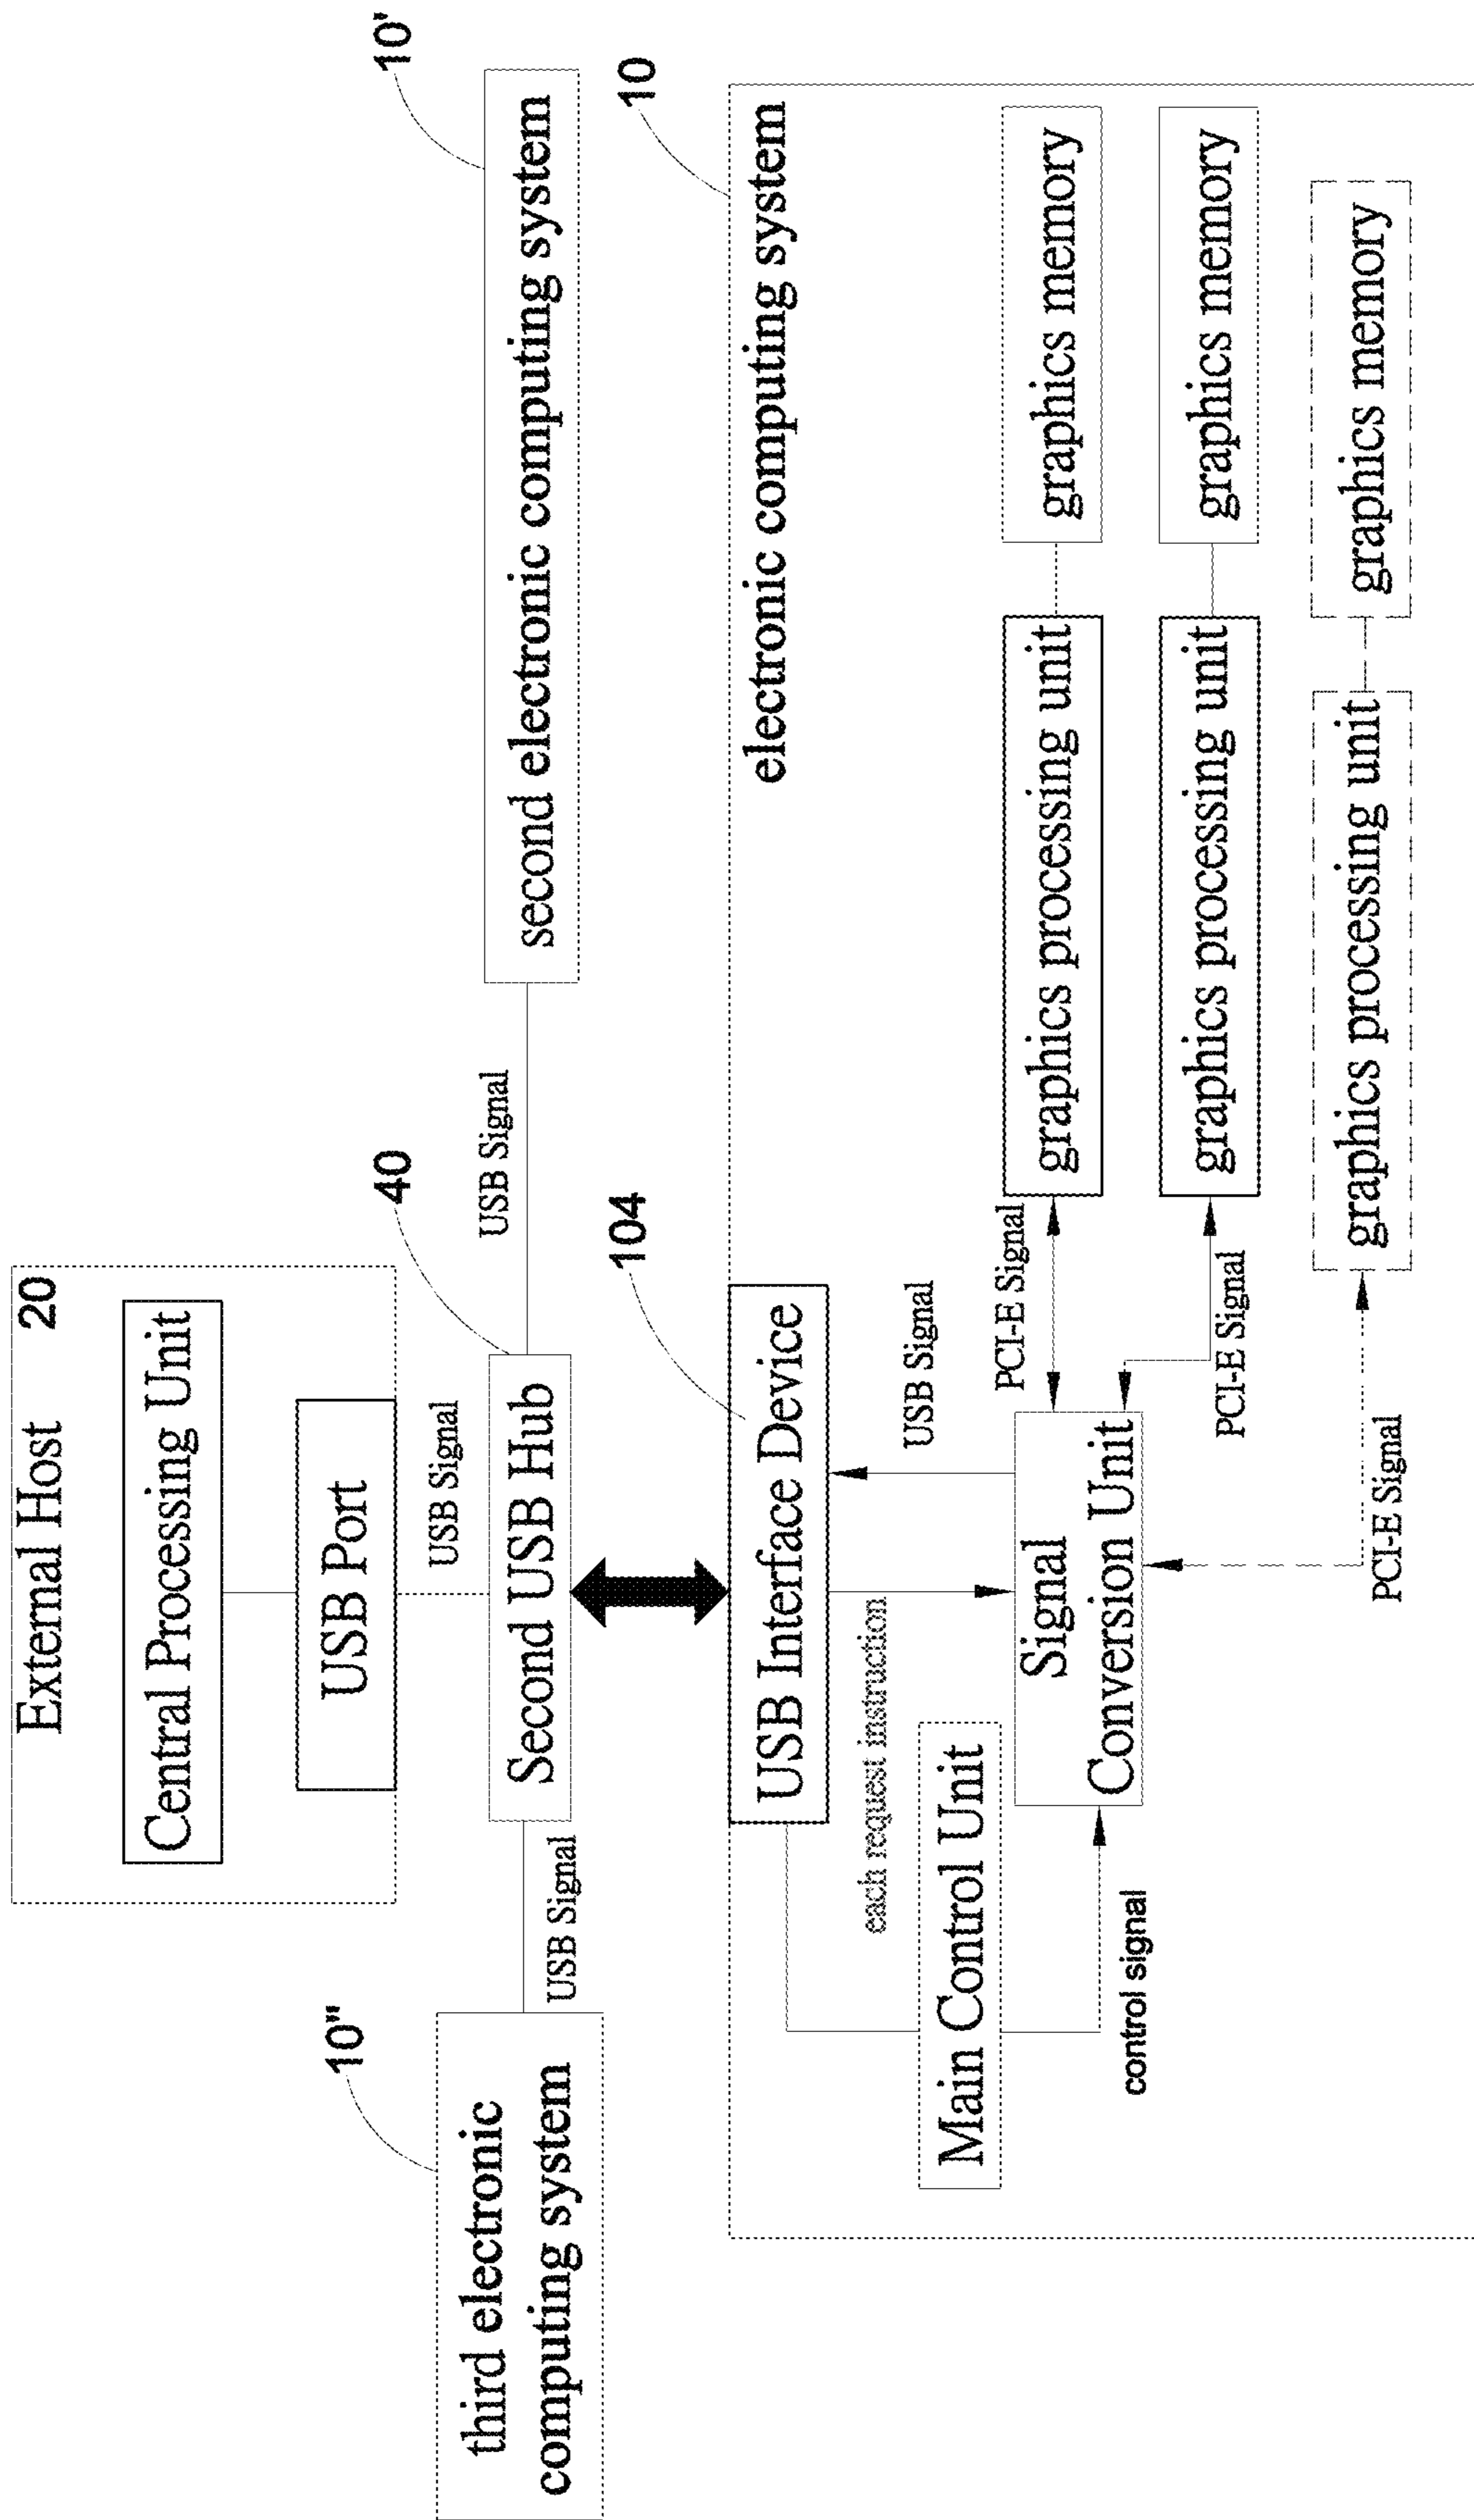 External Host
20
Central Processing Unit
USB Port
USB Signal
10"
third electronic
computing system
USB Signal
Second USB Hub
40
USB Signal
second electronic computing system
10'
104
10
USB Interface Device
electronic computing system
each request instruction
USB Signal
Main Control Unit
control signal
Signal
Conversion Unit
PCI-E Signal
graphics processing unit
graphics memory
PCI-E Signal
graphics processing unit
graphics memory
PCI-E Signal
graphics processing unit
graphics memory